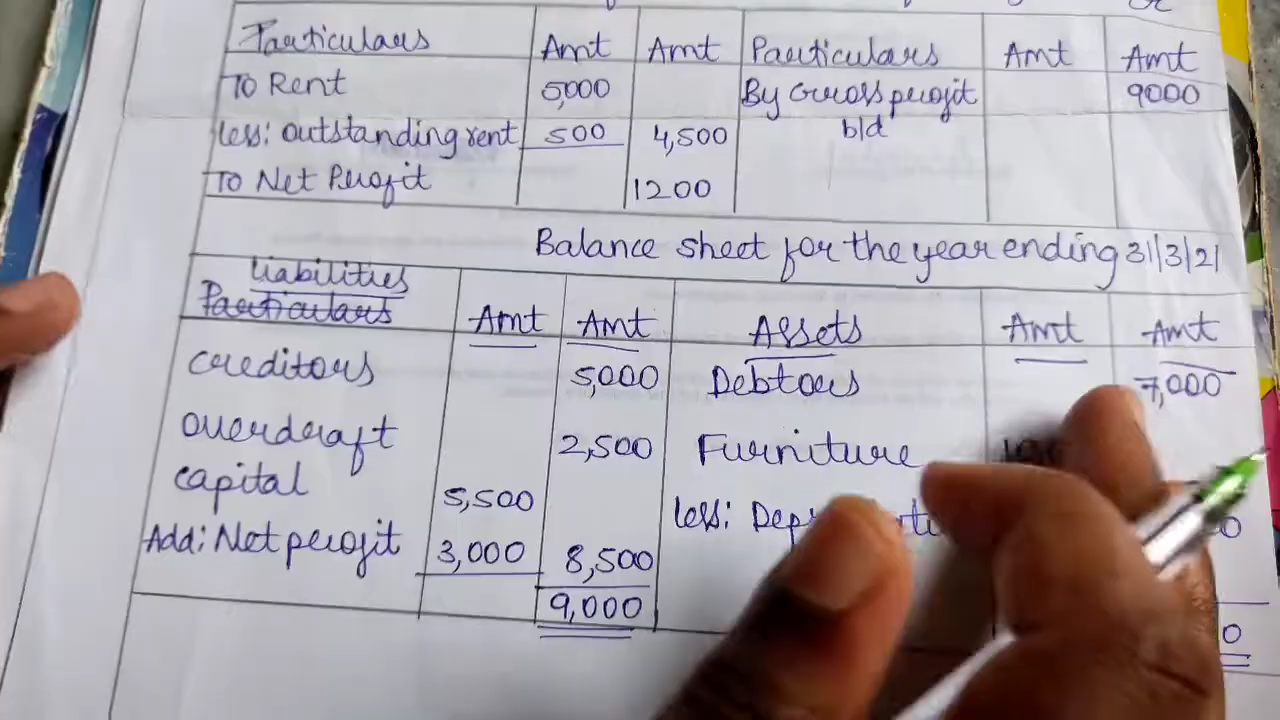 Particulars Amt Amt Particulars Amt Amt
To Rent 5,000 By Gross profit 9000
less: outstanding rent 500 4,500 b/d
To Net Profit 1200
Balance sheet for the year ending 31/3/21
liabilities
Particulars Amt Amt Assets Amt Amt
creditors 5,000 Debtors 7,000
overdraft 2,500 Furniture
capital 5,500 less:
Add: Net profit 3,000 8,500
9,000